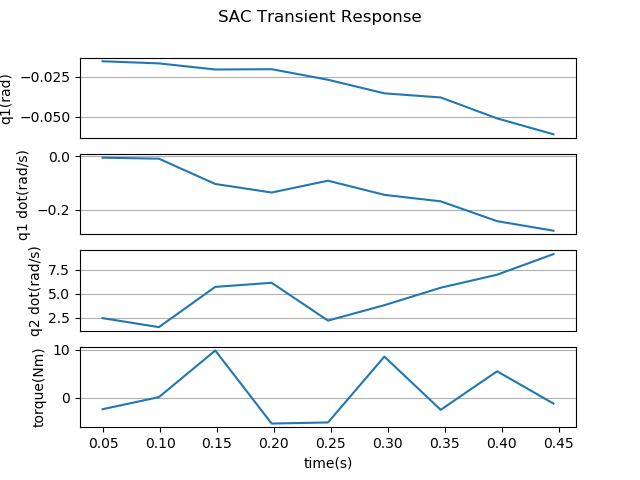 SAC Transient Response
q1(rad)
−0.025
−0.050
q1 dot(rad/s)
0.0
−0.2
q2 dot(rad/s)
7.5
5.0
2.5
torque(Nm)
10
0
0.05 0.10 0.15 0.20 0.25 0.30 0.35 0.40 0.45
time(s)